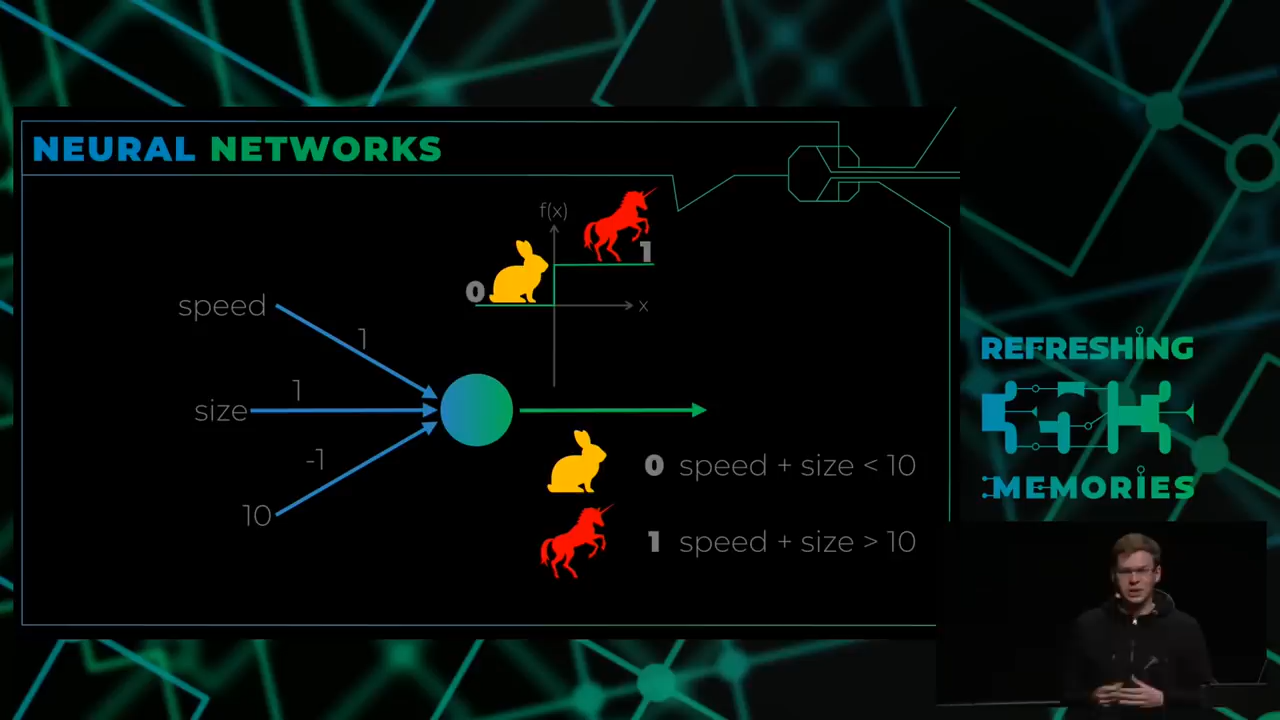 NEURAL NETWORKS
f(x)
1
0
x
speed
1
size
1
10
-1
0 speed + size < 10
1 speed + size > 10
REFRESHING
MEMORIES